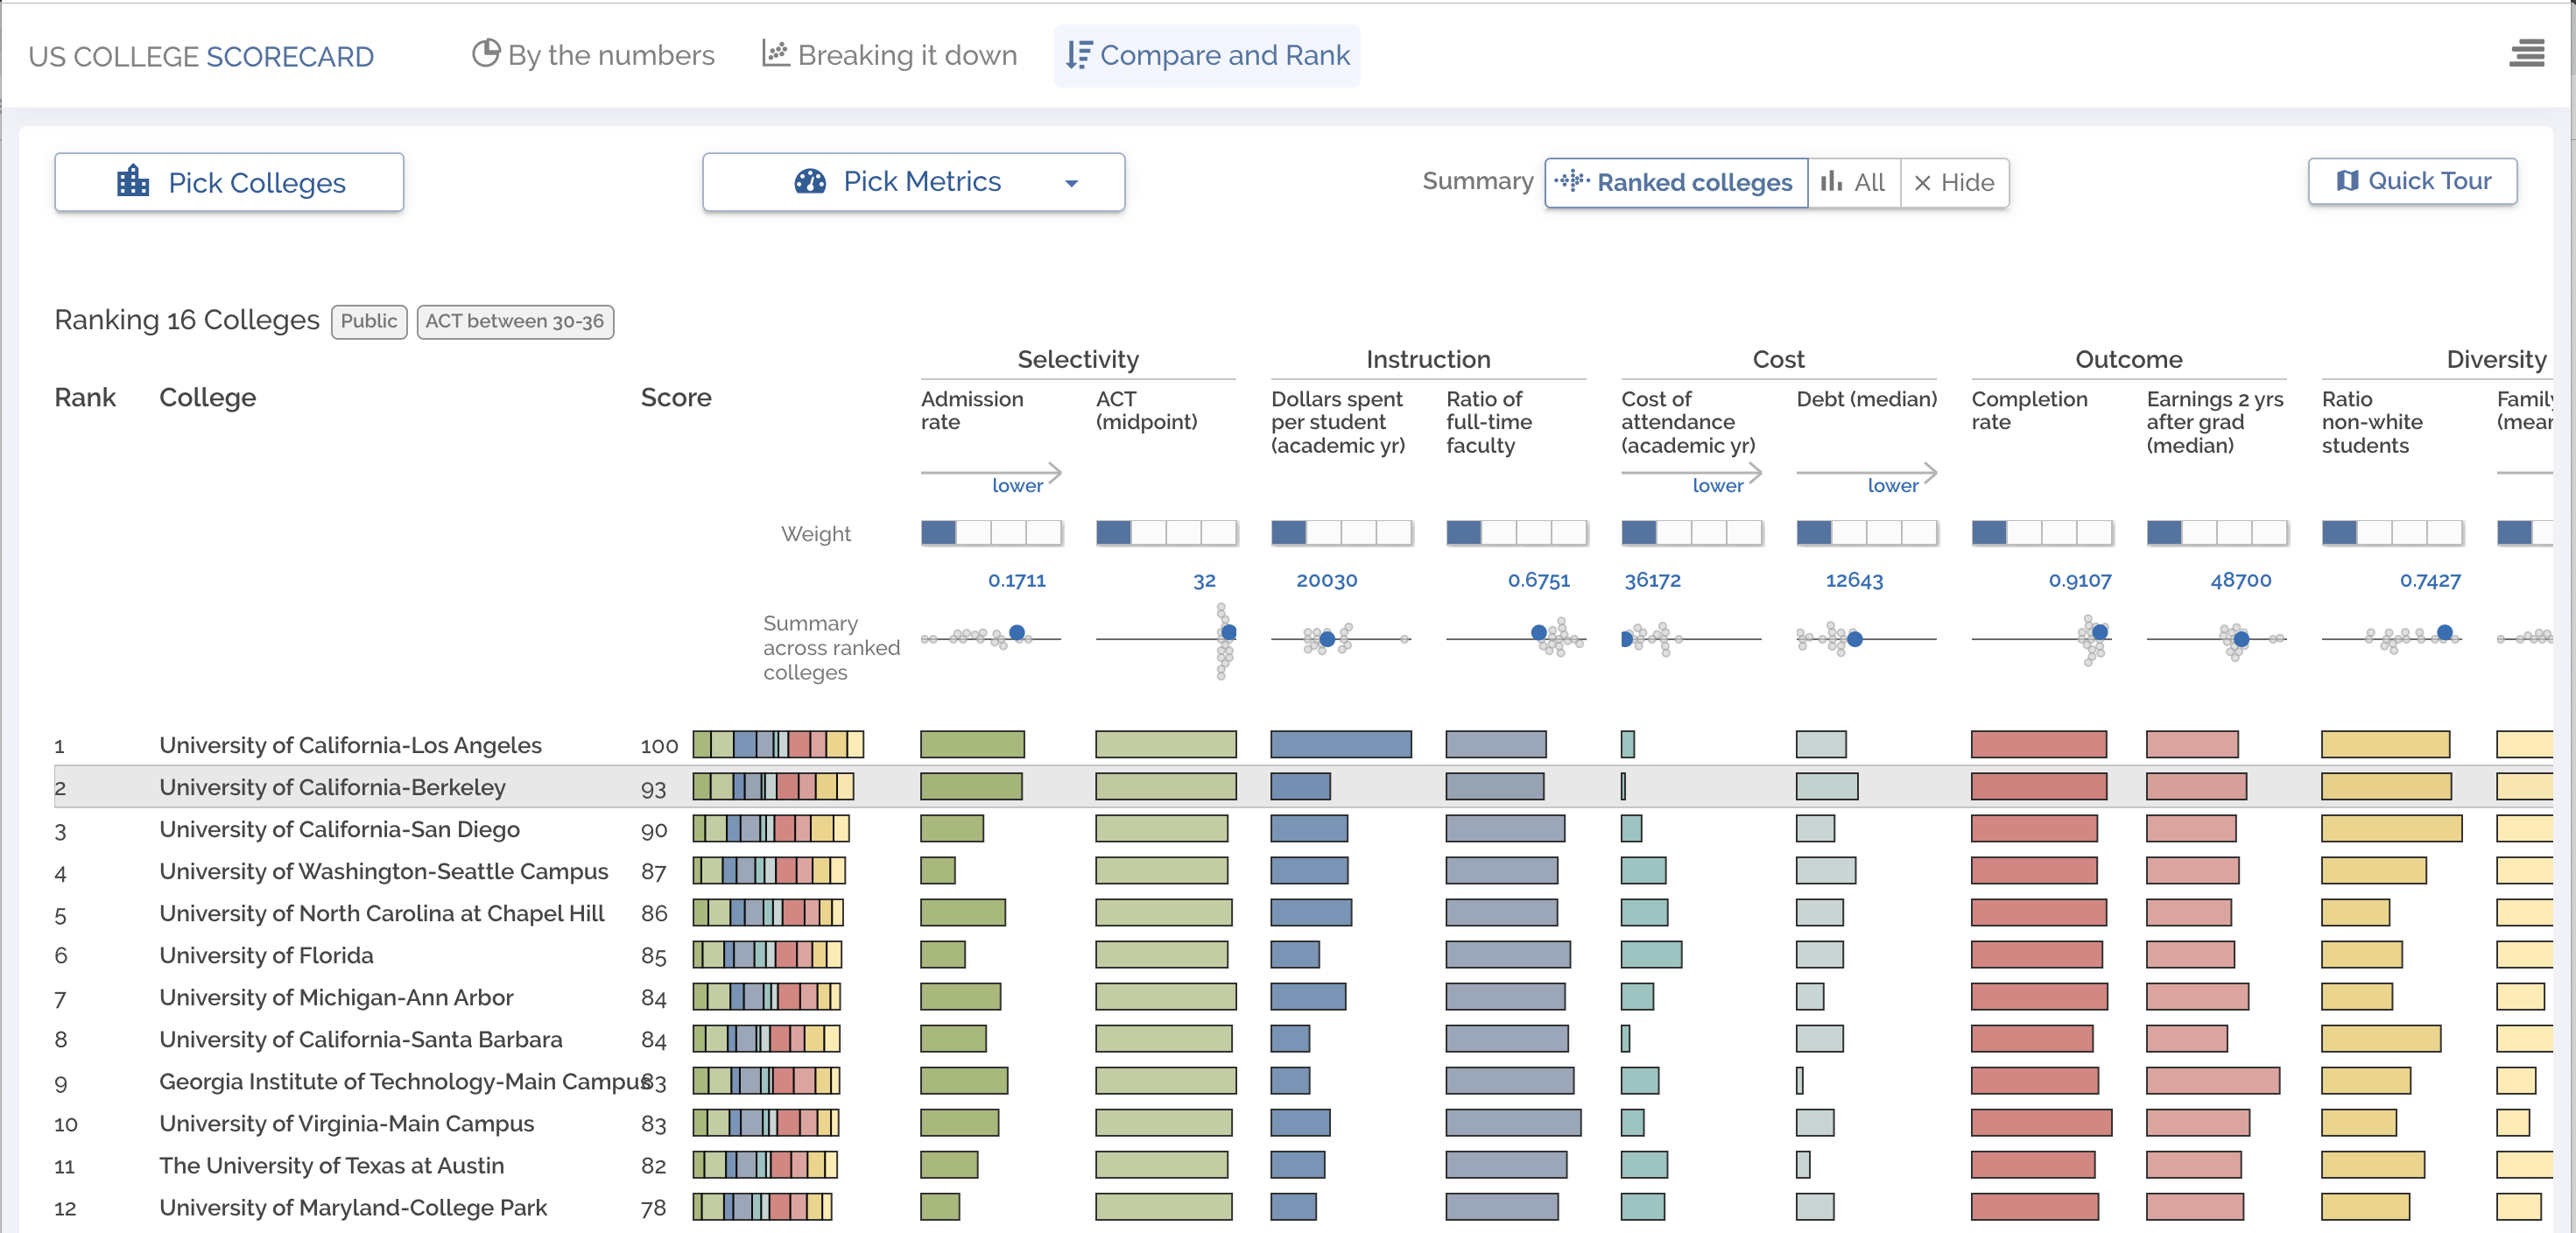 US COLLEGE SCORECARD By the numbers Breaking it down Compare and Rank
Pick Colleges Pick Metrics Summary Ranked colleges All × Hide Quick Tour
Ranking 16 Colleges Public ACT between 30-36
Selectivity Instruction Cost Outcome Diversity
Rank College Score
Admission rate
ACT (midpoint)
Dollars spent per student (academic yr)
Ratio of full-time faculty
Cost of attendance (academic yr)
Debt (median)
Completion rate
Earnings 2 yrs after grad (median)
Ratio non-white students
Family
lower lower lower
Weight
0.1711 32 20030 0.6751 36172 12643 0.9107 48700 0.7427
Summary
across ranked
colleges
1 University of California-Los Angeles 100
2 University of California-Berkeley 93
3 University of California-San Diego 90
4 University of Washington-Seattle Campus 87
5 University of North Carolina at Chapel Hill 86
6 University of Florida 85
7 University of Michigan-Ann Arbor 84
8 University of California-Santa Barbara 84
9 Georgia Institute of Technology-Main Campus 83
10 University of Virginia-Main Campus 83
11 The University of Texas at Austin 82
12 University of Maryland-College Park 78